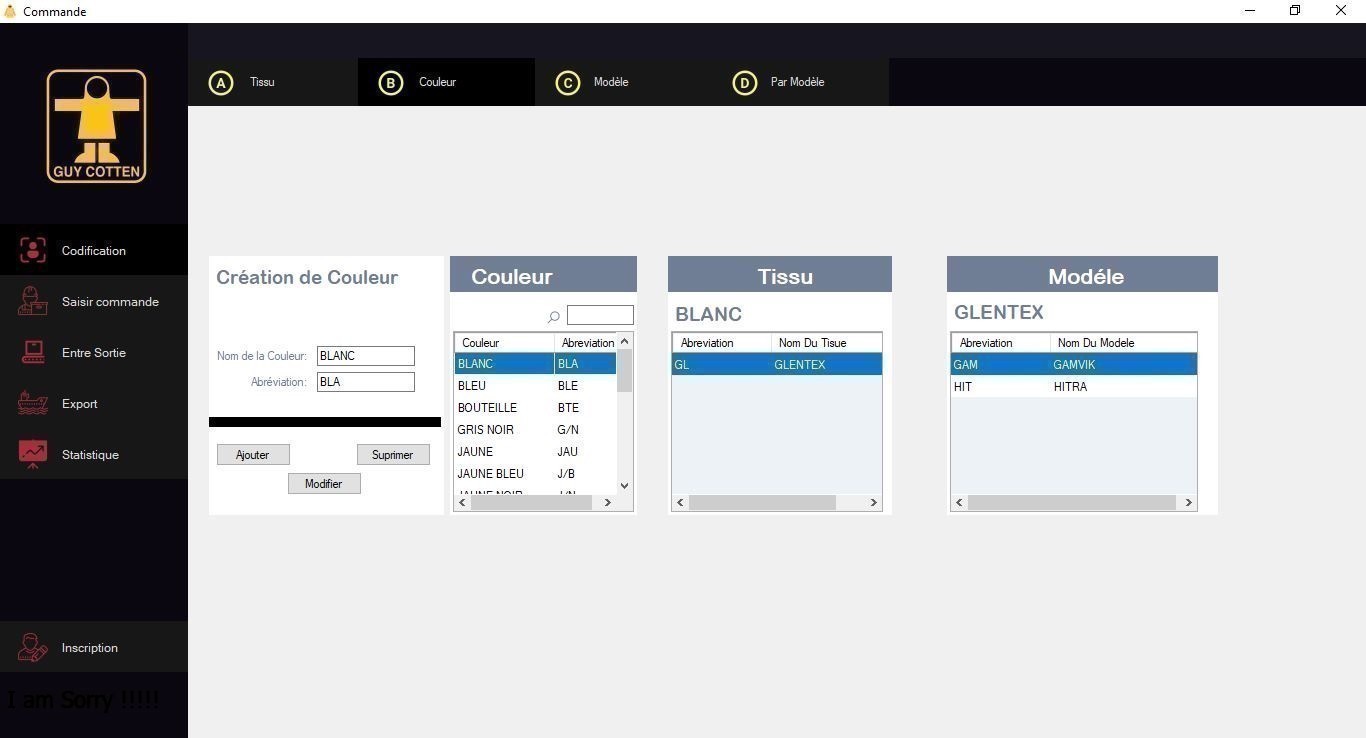 Commande
GUY COTTEN
Codification
Saisir commande
Entre Sortie
Export
Statistique
Inscription
I am Sorry !!!!!
A Tissu
B Couleur
C Modèle
D Par Modèle
Création de Couleur
Nom de la Couleur: BLANC
Abréviation: BLA
Ajouter
Suprimer
Modifier
Couleur
Couleur Abreviation
BLANC BLA
BLEU BLE
BOUTEILLE BTE
GRIS NOIR G/N
JAUNE JAU
JAUNE BLEU J/B
JAUNE NOIR J/N
Tissu
BLANC
Abreviation Nom Du Tisue
GL GLENTEX
Modéle
GLENTEX
Abreviation Nom Du Modele
GAM GAMVIK
HIT HITRA